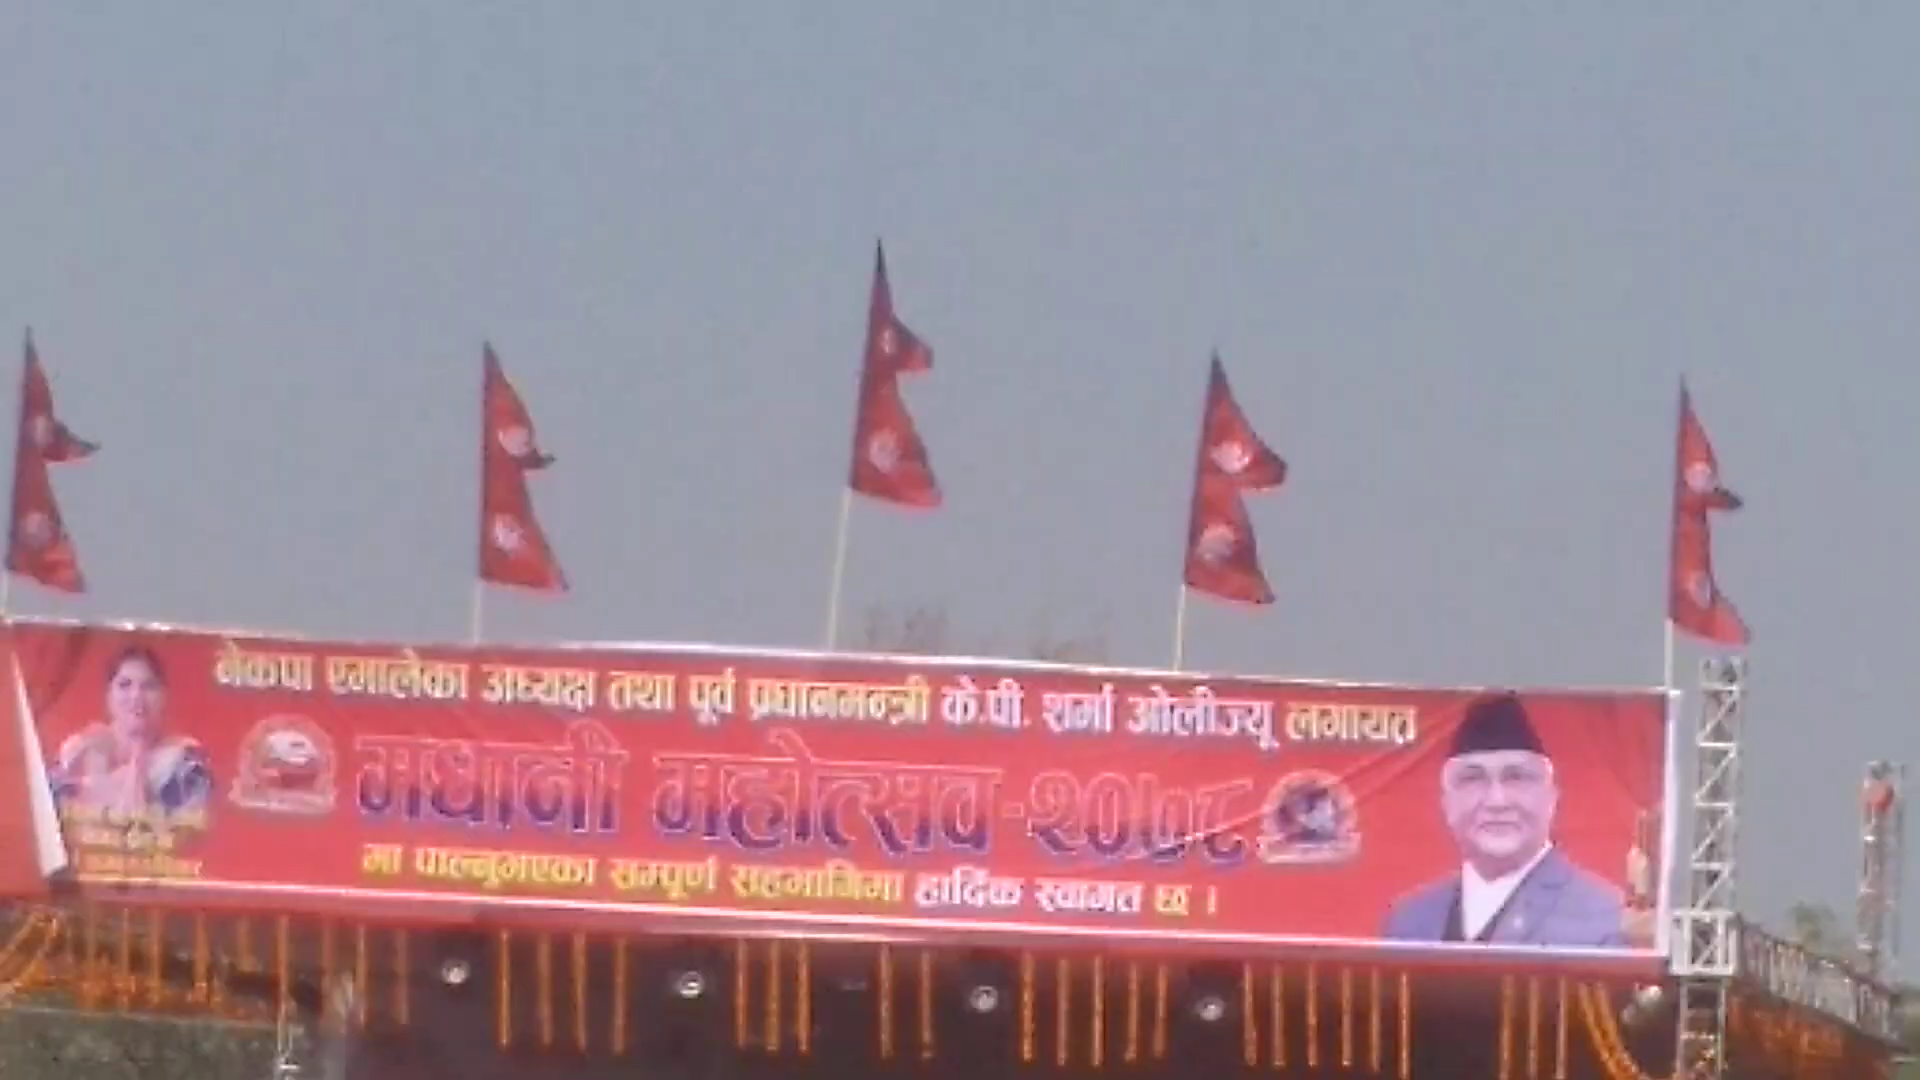 नेकपा एमालेका अध्यक्ष तथा पूर्व प्रधानमन्त्री के.पी. शर्मा ओलीज्यू लगायत
मधानी महोत्सव-२०७८
मा पाल्नुभएका सम्पूर्ण सहभागिमा हार्दिक स्वागत छ ।